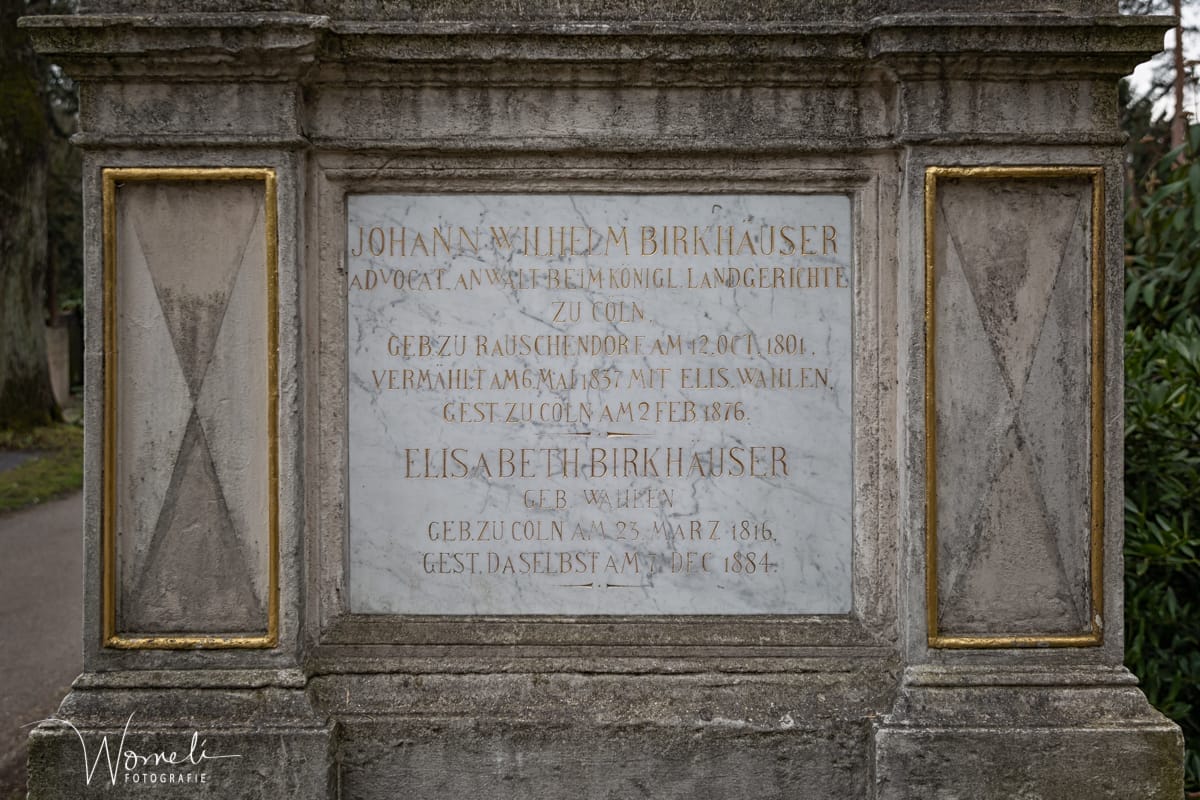 JOHANN WILHELM BIRKHÄUSER
ADVOCAT. ANWALT BEIM KÖNIGL. LANDGERICHTE
ZU CÖLN,
GEB. ZU RAUSCHENDORF AM 12. OCT. 1801,
VERMÄHLT AM 6. MAI 1837 MIT ELIS. WAHLEN,
GEST. ZU CÖLN AM 2 FEB. 1876.
ELISABETH BIRKHÄUSER
GEB. WAHLEN
GEB. ZU CÖLN AM 23. MÄRZ 1816,
GEST. DASELBST AM 7. DEC 1884.
Worneli
FOTOGRAFIE